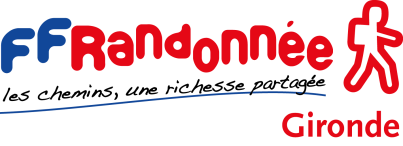 FFRandonnée
les chemins, une richesse partagée
Gironde